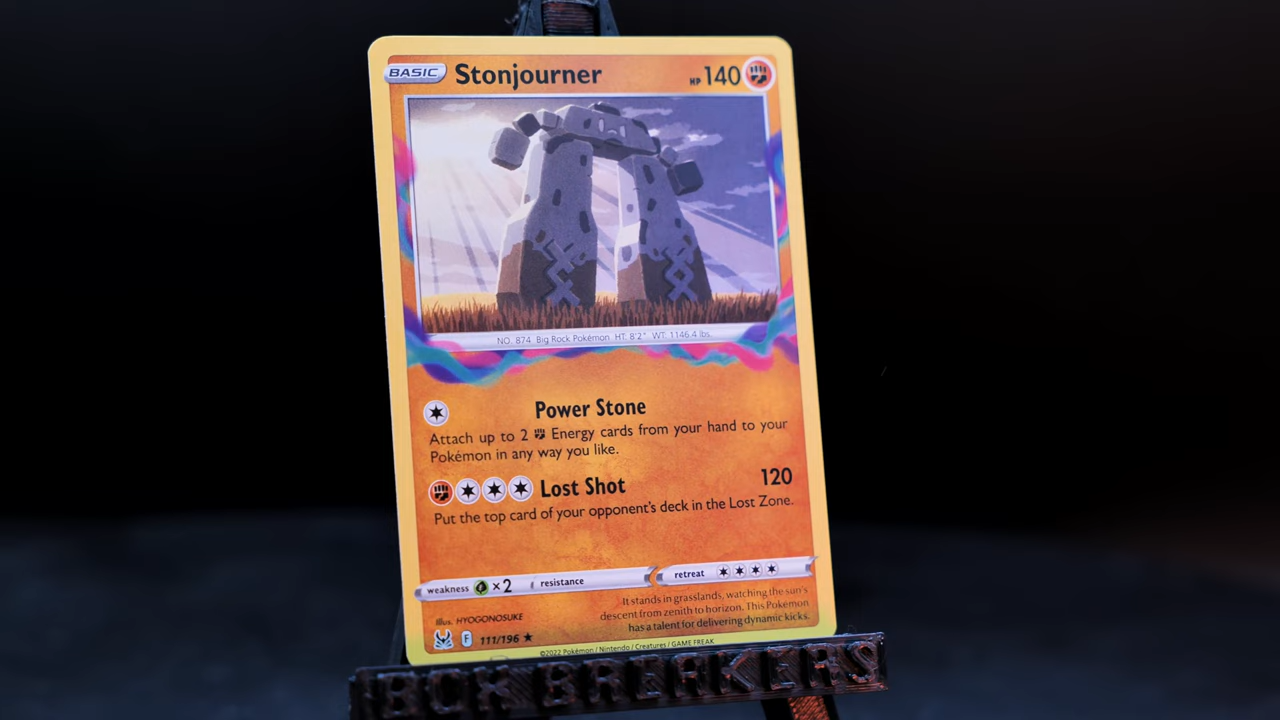 BASIC Stonjourner HP 140
NO. 874 Big Rock Pokémon HT: 8'2" WT: 1146.4 lbs.
Power Stone
Attach up to 2 Energy cards from your hand to your
Pokémon in any way you like.
Lost Shot 120
Put the top card of your opponent's deck in the Lost Zone.
weakness ×2 resistance retreat
It stands in grasslands, watching the sun's
descent from zenith to horizon. This Pokémon
has a talent for delivering dynamic kicks.
Illus. HYOGONOSUKE
F 111/196 ★
©2022 Pokémon / Nintendo / Creatures / GAME FREAK
BOX BREAKERS